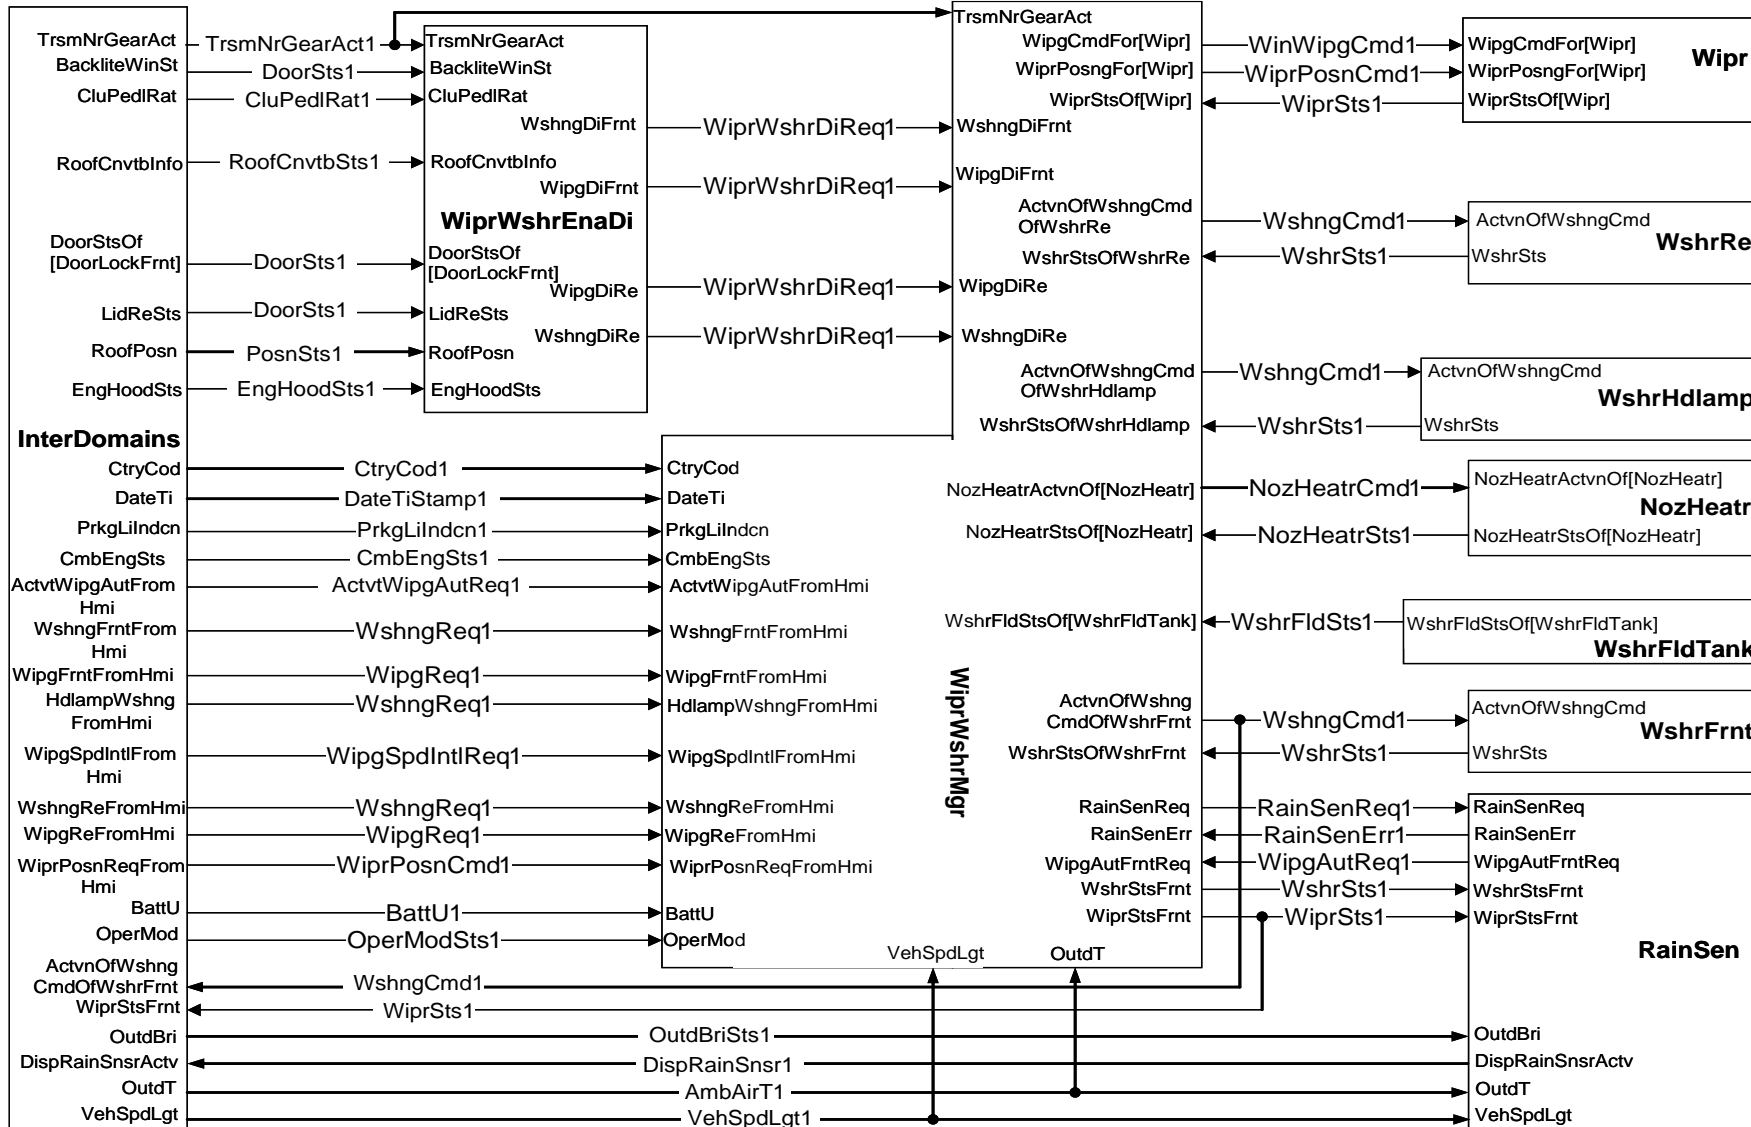 TrsmNrGearAct
TrsmNrGearAct TrsmNrGearAct1 TrsmNrGearAct WipgCmdFor[Wipr] WinWipgCmd1 WipgCmdFor[Wipr] Wipr
BackliteWinSt DoorSts1 BackliteWinSt WiprPosngFor[Wipr] WiprPosnCmd1 WiprPosngFor[Wipr]
CluPedlRat CluPedlRat1 CluPedlRat WiprStsOf[Wipr] WiprSts1 WiprStsOf[Wipr]
WshngDiFrnt WiprWshrDiReq1 WshngDiFrnt
RoofCnvtbInfo RoofCnvtbSts1 RoofCnvtbInfo
WipgDiFrnt WiprWshrDiReq1 WipgDiFrnt
WiprWshrEnaDi
ActvnOfWshngCmd
OfWshrRe WshngCmd1 ActvnOfWshngCmd
WshrRe
DoorStsOf
[DoorLockFrnt] DoorSts1 DoorStsOf
[DoorLockFrnt]
WshrStsOfWshrRe WshrSts1 WshrSts
WipgDiRe WiprWshrDiReq1 WipgDiRe
LidReSts DoorSts1 LidReSts
WshngDiRe WiprWshrDiReq1 WshngDiRe
RoofPosn PosnSts1 RoofPosn
EngHoodSts EngHoodSts1 EngHoodSts
ActvnOfWshngCmd
OfWshrHdlamp WshngCmd1 ActvnOfWshngCmd
WshrHdlamp
WshrStsOfWshrHdlamp WshrSts1 WshrSts
InterDomains
CtryCod CtryCod1 CtryCod
DateTi DateTiStamp1 DateTi NozHeatrActvnOf[NozHeatr] NozHeatrCmd1 NozHeatrActvnOf[NozHeatr]
NozHeatr
PrkgLiIndcn PrkgLiIndcn1 PrkgLiIndcn NozHeatrStsOf[NozHeatr] NozHeatrSts1 NozHeatrStsOf[NozHeatr]
CmbEngSts CmbEngSts1 CmbEngSts
ActvtWipgAutFrom
Hmi ActvtWipgAutReq1 ActvtWipgAutFromHmi
WshngFrntFrom
Hmi WshngReq1 WshngFrntFromHmi WshrFldStsOf[WshrFldTank] WshrFldSts1 WshrFldStsOf[WshrFldTank]
WshrFldTank
WipgFrntFromHmi WipgReq1 WipgFrntFromHmi
HdlampWshng
FromHmi WshngReq1 HdlampWshngFromHmi
WiprWshrMgr
ActvnOfWshng
CmdOfWshrFrnt WshngCmd1 ActvnOfWshngCmd
WshrFrnt
WipgSpdIntlFrom
Hmi WipgSpdIntlReq1 WipgSpdIntlFromHmi WshrStsOfWshrFrnt WshrSts1 WshrSts
WshngReFromHmi WshngReq1 WshngReFromHmi RainSenReq RainSenReq1 RainSenReq
WipgReFromHmi WipgReq1 WipgReFromHmi RainSenErr RainSenErr1 RainSenErr
WiprPosnReqFrom
Hmi WiprPosnCmd1 WiprPosnReqFromHmi WipgAutFrntReq WipgAutReq1 WipgAutFrntReq
WshrStsFrnt WshrSts1 WshrStsFrnt
BattU BattU1 BattU WiprStsFrnt WiprSts1 WiprStsFrnt
OperMod OperModSts1 OperMod
VehSpdLgt OutdT RainSen
ActvnOfWshng
CmdOfWshrFrnt WshngCmd1
WiprStsFrnt WiprSts1
OutdBri OutdBriSts1 OutdBri
DispRainSnsrActv DispRainSnsr1 DispRainSnsrActv
OutdT AmbAirT1 OutdT
VehSpdLgt VehSpdLgt1 VehSpdLgt